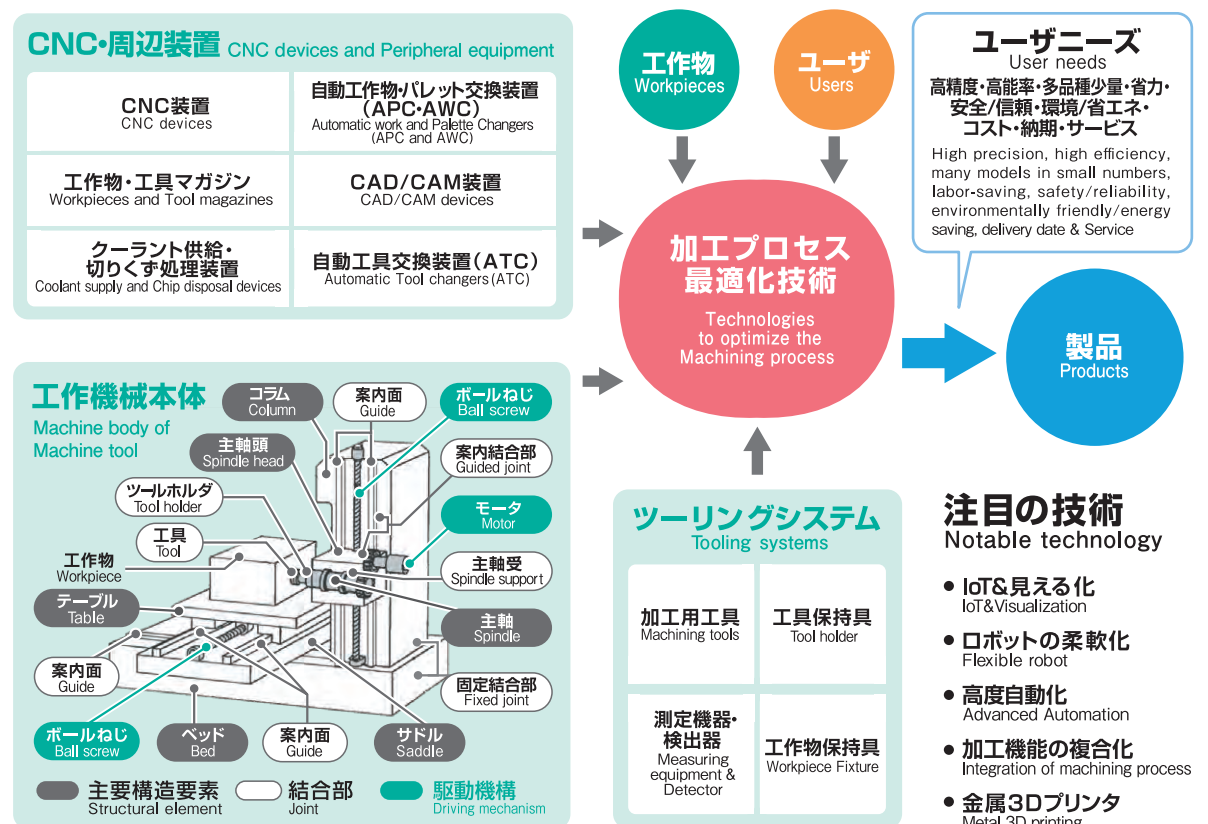 CNC・周辺装置 CNC devices and Peripheral equipment
CNC装置
CNC devices
自動工作物・パレット交換装置
(APC・AWC)
Automatic work and Palette Changers
(APC and AWC)
工作物・工具マガジン
Workpieces and Tool magazines
CAD/CAM装置
CAD/CAM devices
クーラント供給・
切りくず処理装置
Coolant supply and Chip disposal devices
自動工具交換装置(ATC)
Automatic Tool changers(ATC)
工作物
Workpieces
ユーザ
Users
ユーザニーズ
User needs
高精度・高能率・多品種少量・省力・
安全/信頼・環境/省エネ・
コスト・納期・サービス
High precision, high efficiency,
many models in small numbers,
labor-saving, safety/reliability,
environmentally friendly/energy
saving, delivery date & Service
加工プロセス
最適化技術
Technologies
to optimize the
Machining process
製品
Products
工作機械本体
Machine body of
Machine tool
コラム
Column
案内面
Guide
ボールねじ
Ball screw
主軸頭
Spindle head
案内結合部
Guided joint
ツールホルダ
Tool holder
モータ
Motor
工具
Tool
工作物
Workpiece
主軸受
Spindle support
テーブル
Table
主軸
Spindle
案内面
Guide
固定結合部
Fixed joint
ボールねじ
Ball screw
ベッド
Bed
案内面
Guide
サドル
Saddle
主要構造要素
Structural element
結合部
Joint
駆動機構
Driving mechanism
ツーリングシステム
Tooling systems
加工用工具
Machining tools
工具保持具
Tool holder
測定機器・
検出器
Measuring
equipment &
Detector
工作物保持具
Workpiece Fixture
注目の技術
Notable technology
• IoT&見える化
IoT&Visualization
• ロボットの柔軟化
Flexible robot
• 高度自動化
Advanced Automation
• 加工機能の複合化
Integration of machining process
• 金属3Dプリンタ
Metal 3D printing